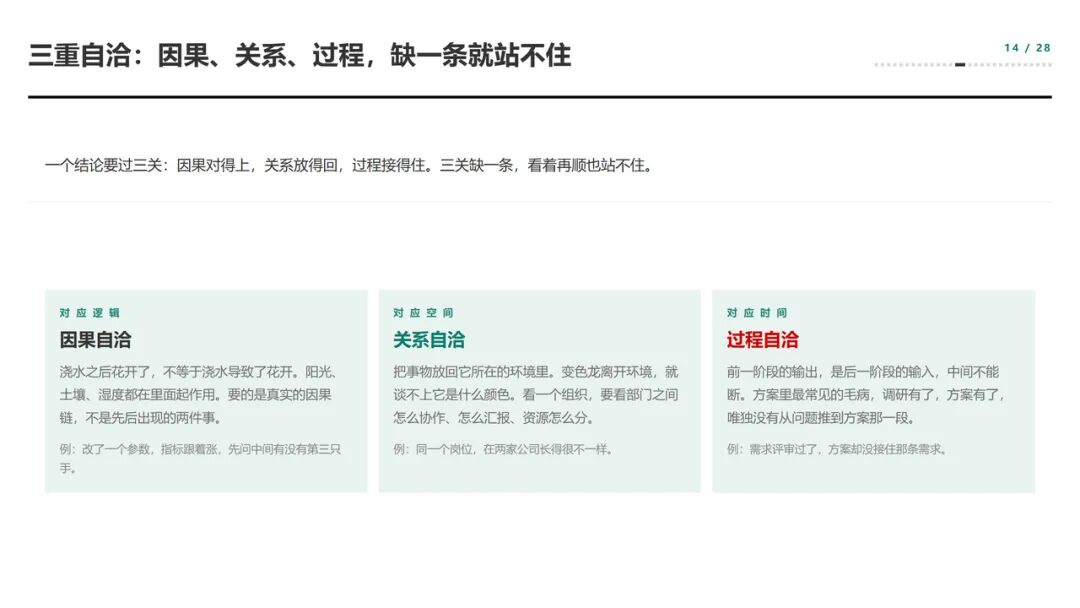 三重自洽：因果、关系、过程，缺一条就站不住
14 / 28
一个结论要过三关：因果对得上，关系放得回，过程接得住。三关缺一条，看着再顺也站不住。
对应逻辑
因果自洽
浇水之后花开了，不等于浇水导致了花开。阳光、
土壤、湿度都在里面起作用。要的是真实的因果
链，不是先后出现的两件事。
例：改了一个参数，指标跟着涨，先问中间有没有第三只
手。
对应空间
关系自洽
把事物放回它所在的环境里。变色龙离开环境，就
谈不上它是什么颜色。看一个组织，要看部门之间
怎么协作、怎么汇报、资源怎么分。
例：同一个岗位，在两家公司长得很不一样。
对应时间
过程自洽
前一阶段的输出，是后一阶段的输入，中间不能
断。方案里最常见的毛病，调研有了，方案有了，
唯独没有从问题推到方案那一段。
例：需求评审过了，方案却没接住那条需求。